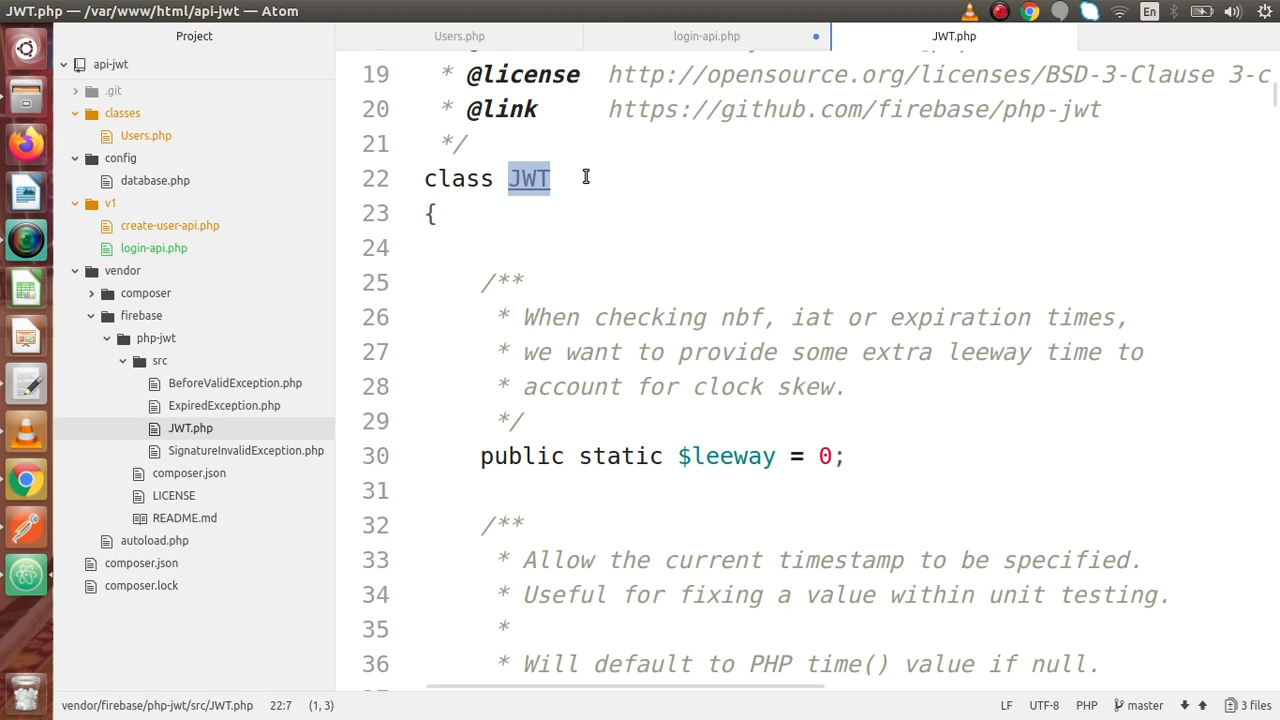 JWT.php — /var/www/html/api-jwt — Atom
En
Project
Users.php
login-api.php
JWT.php
api-jwt
.git
classes
Users.php
config
database.php
v1
create-user-api.php
login-api.php
vendor
composer
firebase
php-jwt
src
BeforeValidException.php
ExpiredException.php
JWT.php
SignatureInvalidException.php
composer.json
LICENSE
README.md
autoload.php
composer.json
composer.lock
19 * @license http://opensource.org/licenses/BSD-3-Clause 3-c
20 * @link https://github.com/firebase/php-jwt
21 */
22 class JWT
23 {
24
25 /**
26 * When checking nbf, iat or expiration times,
27 * we want to provide some extra leeway time to
28 * account for clock skew.
29 */
30 public static $leeway = 0;
31
32 /**
33 * Allow the current timestamp to be specified.
34 * Useful for fixing a value within unit testing.
35 *
36 * Will default to PHP time() value if null.
vendor/firebase/php-jwt/src/JWT.php 22:7 (1, 3) LF UTF-8 PHP master 3 files